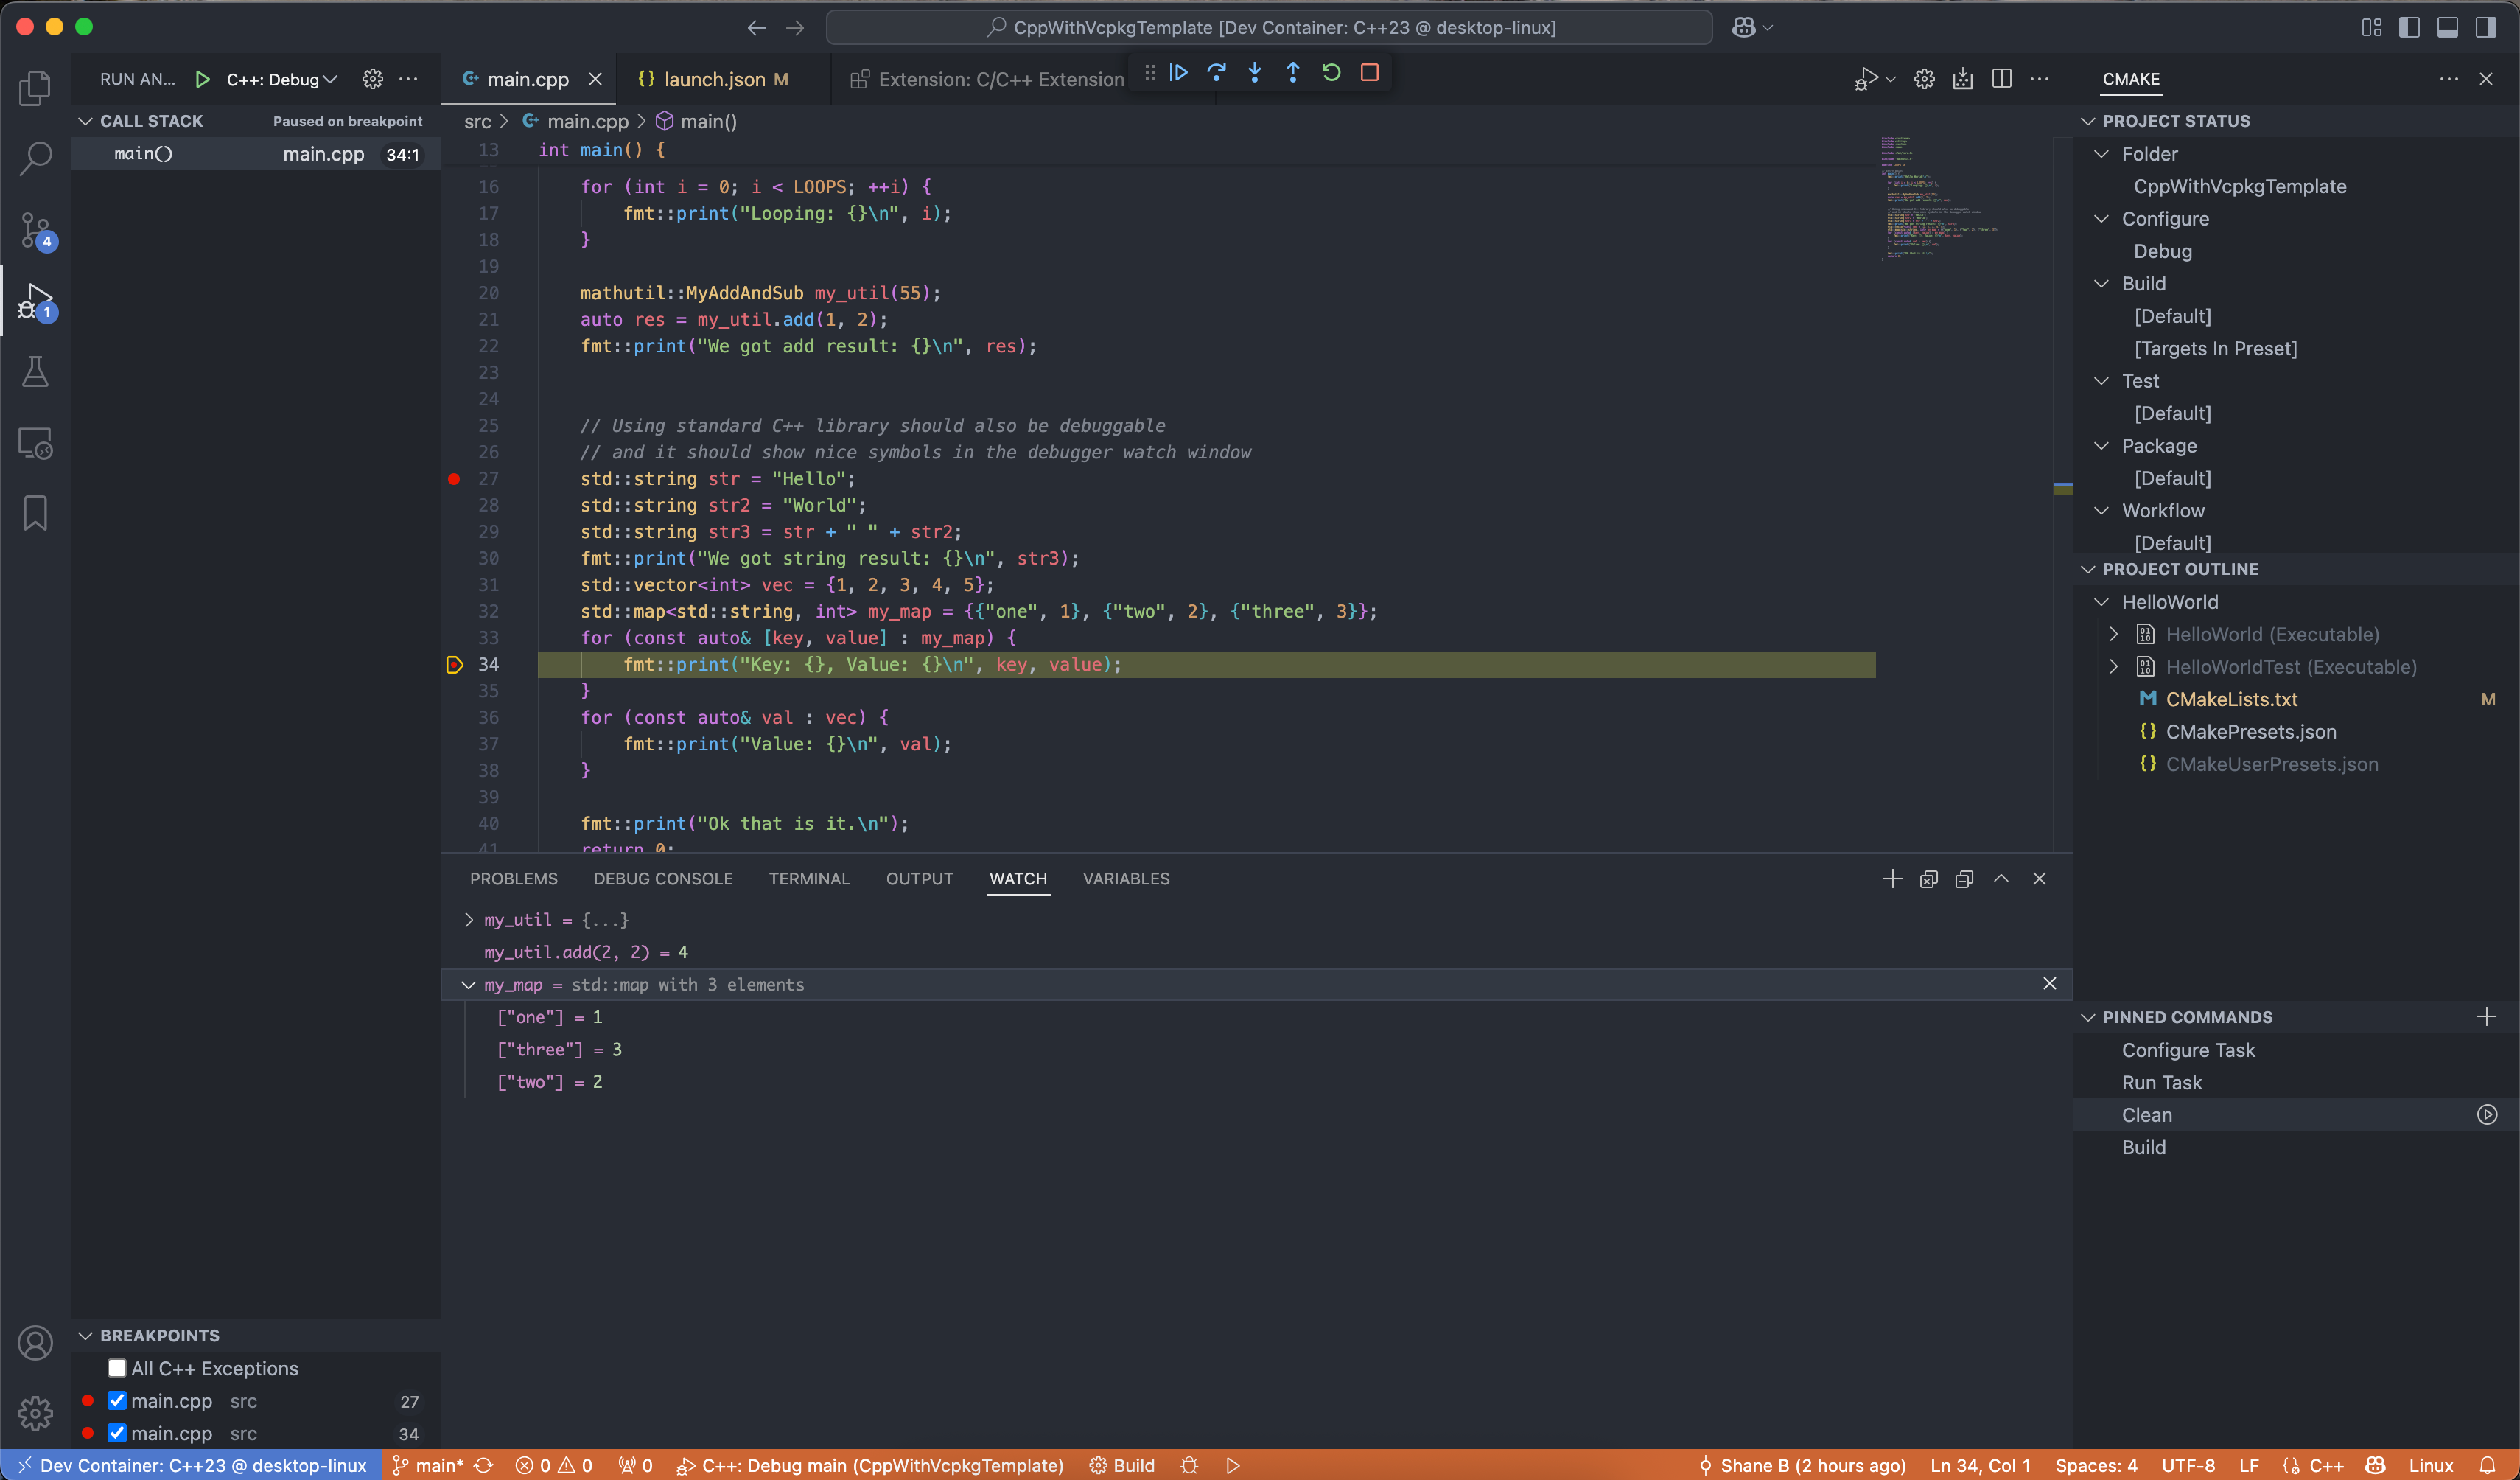 CppWithVcpkgTemplate [Dev Container: C++23 @ desktop-linux]
RUN AN...
C++: Debug
CALL STACK
Paused on breakpoint
main()
main.cpp
34:1
4
1
main.cpp
launch.json M
Extension: C/C++ Extension
src > main.cpp > main()
13 int main() {
16 for (int i = 0; i < LOOPS; ++i) {
17 fmt::print("Looping: {}\n", i);
18 }
19
20 mathutil::MyAddAndSub my_util(55);
21 auto res = my_util.add(1, 2);
22 fmt::print("We got add result: {}\n", res);
23
24
25 // Using standard C++ library should also be debuggable
26 // and it should show nice symbols in the debugger watch window
27 std::string str = "Hello";
28 std::string str2 = "World";
29 std::string str3 = str + " " + str2;
30 fmt::print("We got string result: {}\n", str3);
31 std::vector<int> vec = {1, 2, 3, 4, 5};
32 std::map<std::string, int> my_map = {{"one", 1}, {"two", 2}, {"three", 3}};
33 for (const auto& [key, value] : my_map) {
34 fmt::print("Key: {}, Value: {}\n", key, value);
35 }
36 for (const auto& val : vec) {
37 fmt::print("Value: {}\n", val);
38 }
39
40 fmt::print("Ok that is it.\n");
41 return 0;
PROBLEMS
DEBUG CONSOLE
TERMINAL
OUTPUT
WATCH
VARIABLES
my_util = {...}
my_util.add(2, 2) = 4
my_map = std::map with 3 elements
["one"] = 1
["three"] = 3
["two"] = 2
CMAKE
PROJECT STATUS
Folder
CppWithVcpkgTemplate
Configure
Debug
Build
[Default]
[Targets In Preset]
Test
[Default]
Package
[Default]
Workflow
[Default]
PROJECT OUTLINE
HelloWorld
HelloWorld (Executable)
HelloWorldTest (Executable)
CMakeLists.txt M
CMakePresets.json
CMakeUserPresets.json
PINNED COMMANDS
Configure Task
Run Task
Clean
Build
BREAKPOINTS
All C++ Exceptions
main.cpp src 27
main.cpp src 34
Dev Container: C++23 @ desktop-linux
main*
0
0
0
C++: Debug main (CppWithVcpkgTemplate)
Build
Shane B (2 hours ago)
Ln 34, Col 1
Spaces: 4
UTF-8
LF
C++
Linux